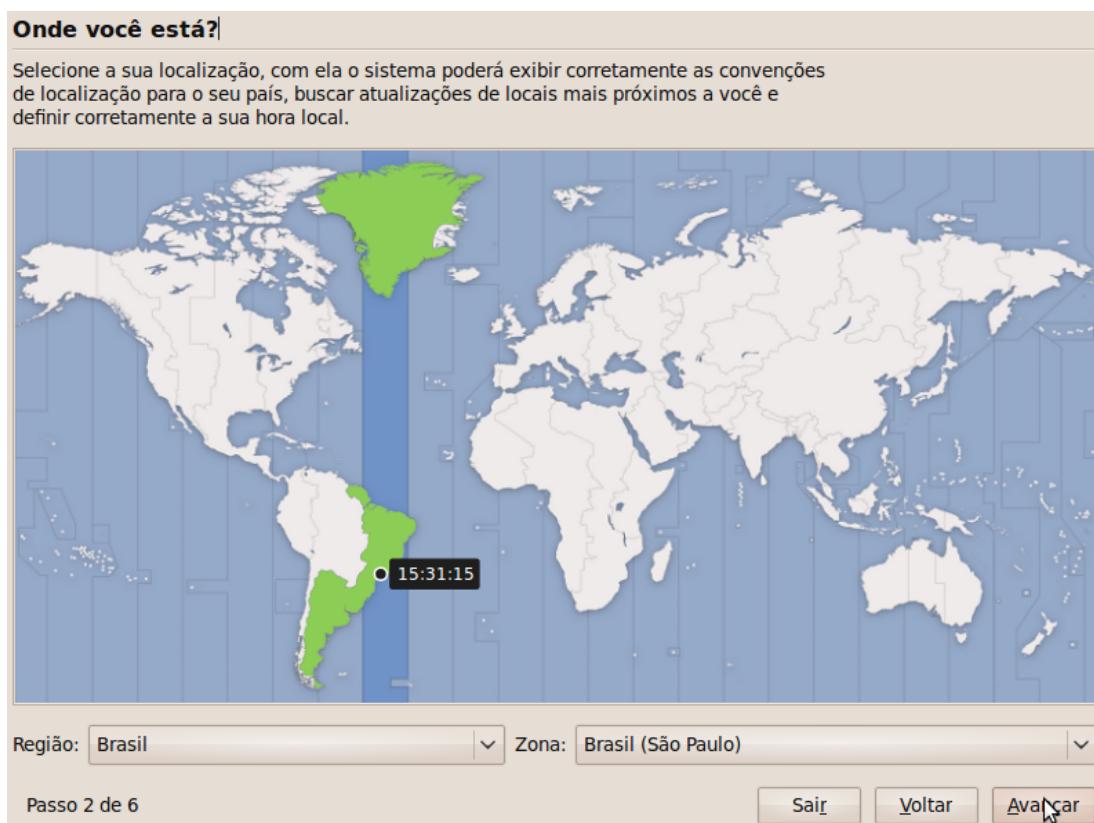 Onde você está?
Selecione a sua localização, com ela o sistema poderá exibir corretamente as convenções
de localização para o seu país, buscar atualizações de locais mais próximos a você e
definir corretamente a sua hora local.
15:31:15
Região: Brasil Zona: Brasil (São Paulo)
Passo 2 de 6 Sair Voltar Avançar